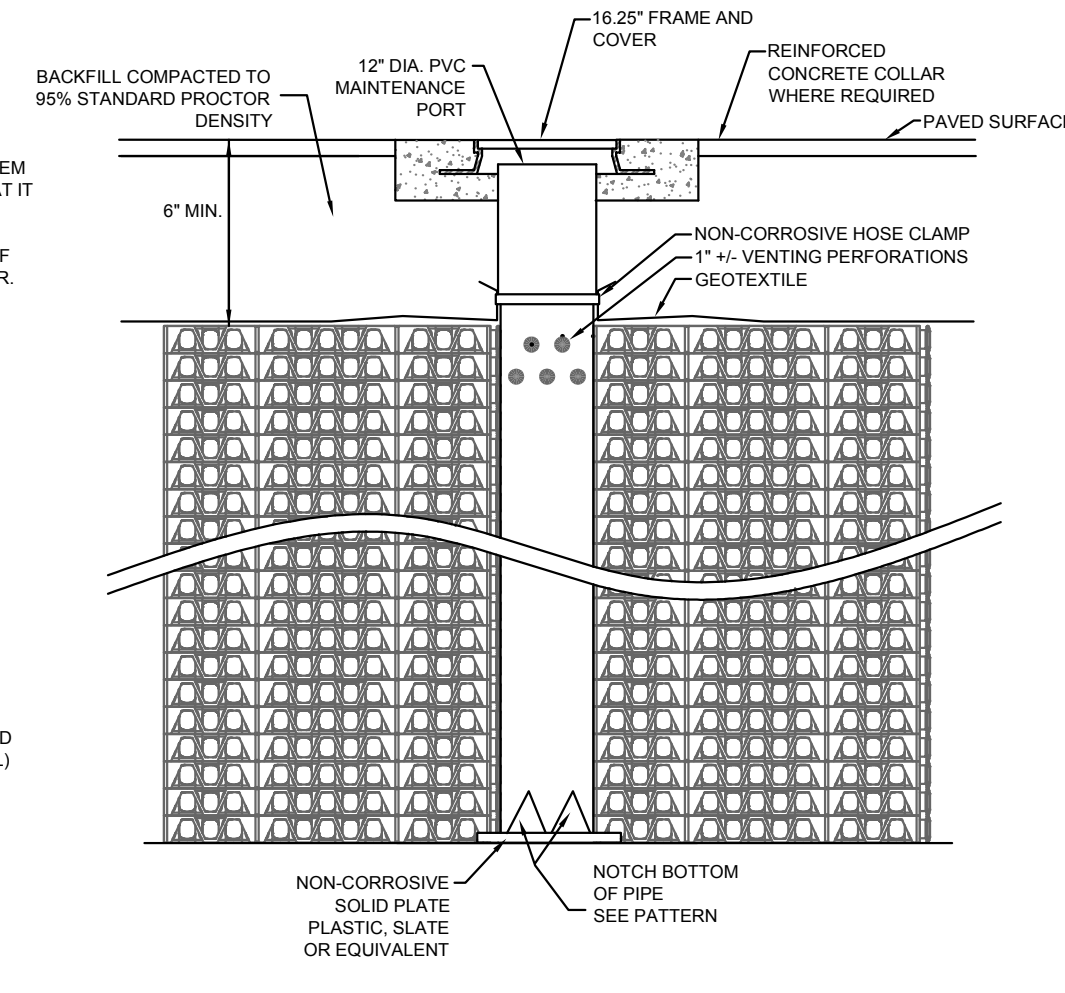 16.25" FRAME AND
COVER
REINFORCED
CONCRETE COLLAR
WHERE REQUIRED
12" DIA. PVC
MAINTENANCE
PORT
BACKFILL COMPACTED TO
95% STANDARD PROCTOR
DENSITY
PAVED SURFACE
EM
AT IT
6" MIN.
F
R.
NON-CORROSIVE HOSE CLAMP
1" +/- VENTING PERFORATIONS
GEOTEXTILE
D
L)
NON-CORROSIVE
SOLID PLATE
PLASTIC, SLATE
OR EQUIVALENT
NOTCH BOTTOM
OF PIPE
SEE PATTERN